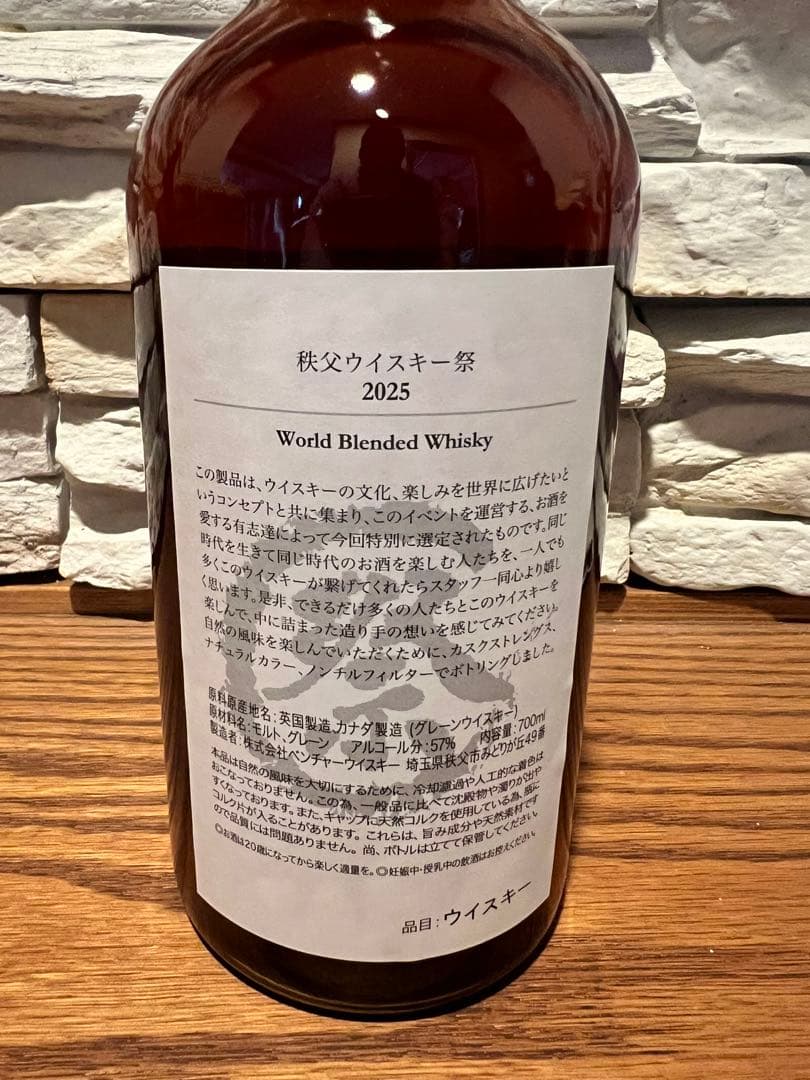 秩父ウイスキー祭
2025
World Blended Whisky
この製品は、ウイスキーの文化、楽しみを世界に広げたいと
いうコンセプトと共に集まり、このイベントを運営する、お酒を
愛する有志達によって今回特別に選定されたものです。同じ
時代を生きて同じ時代のお酒を楽しむ人たちを、一人でも
多くこのウイスキーが繋げてくれたらスタッフ一同心より嬉し
く思います。是非、できるだけ多くの人たちとこのウイスキーを
楽しんで、中に詰まった造り手の想いを感じてみてください。
自然の風味を楽しんでいただくために、カスクストレングス、
ナチュラルカラー、ノンチルフィルターでボトリングしました。
原料原産地名：英国製造、カナダ製造 (グレーンウイスキー)
原材料名：モルト、グレーン アルコール分：57% 内容量：700ml
製造者：株式会社ベンチャーウイスキー 埼玉県秩父市みどりが丘49番
本品は自然の風味を大切にするために、冷却濾過や人工的な着色は
おこなっておりません。この為、一般品に比べて沈殿物や濁りが出や
すくなっております。また、キャップに天然コルクを使用している為、瓶に
コルク片が入ることがあります。これらは、旨み成分や天然素材です
ので品質には問題ありません。尚、ボトルは立てて保管してください。
◎お酒は20歳になってから楽しく適量を。◎妊娠中・授乳中の飲酒はお控えください。
品目：ウイスキー